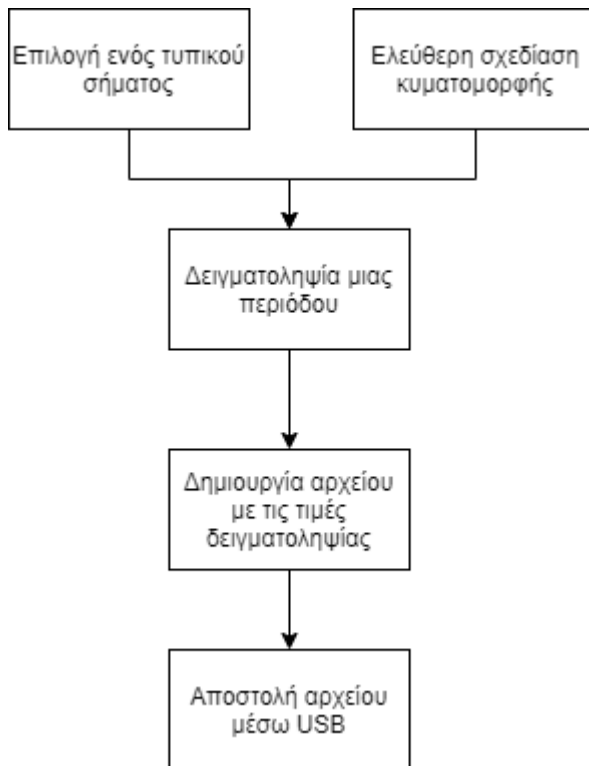 Επιλογή ενός τυπικού
σήματος
Ελεύθερη σχεδίαση
κυματομορφής
Δειγματοληψία μιας
περιόδου
Δημιουργία αρχείου
με τις τιμές
δειγματοληψίας
Αποστολή αρχείου
μέσω USB